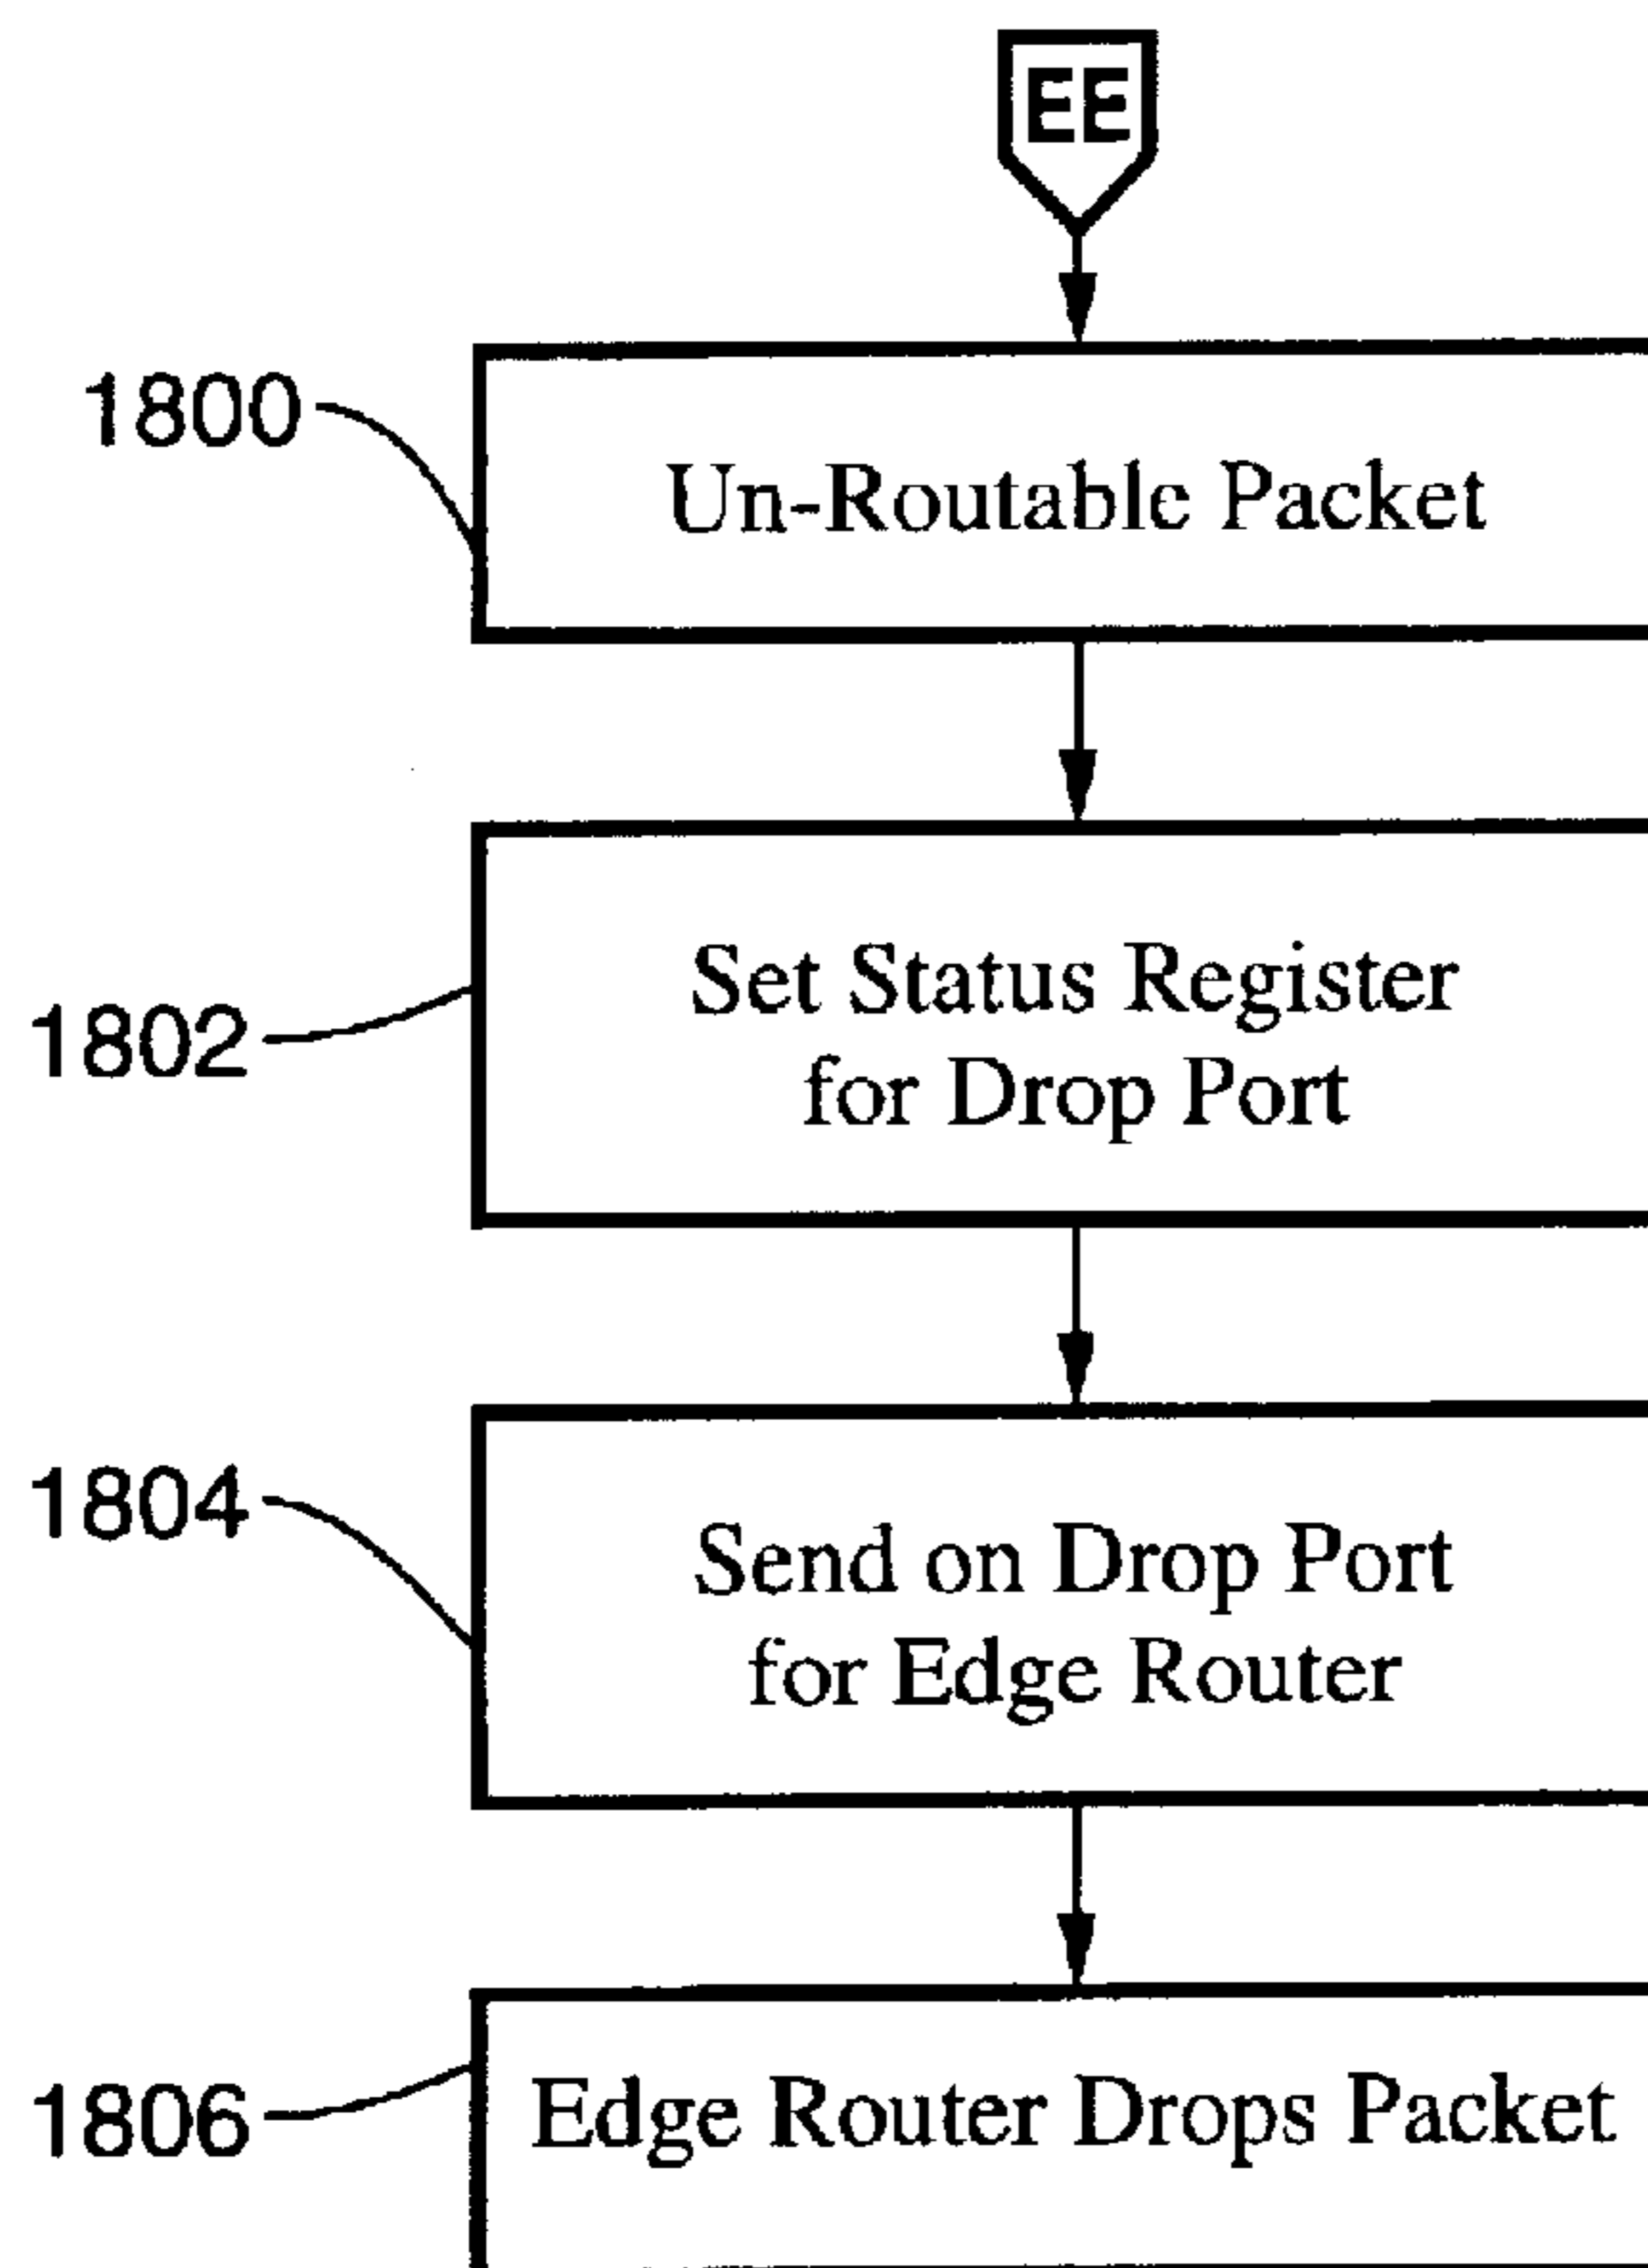 EE
1800
Un-Routable Packet
1802
Set Status Register
for Drop Port
1804
Send on Drop Port
for Edge Router
1806
Edge Router Drops Packet